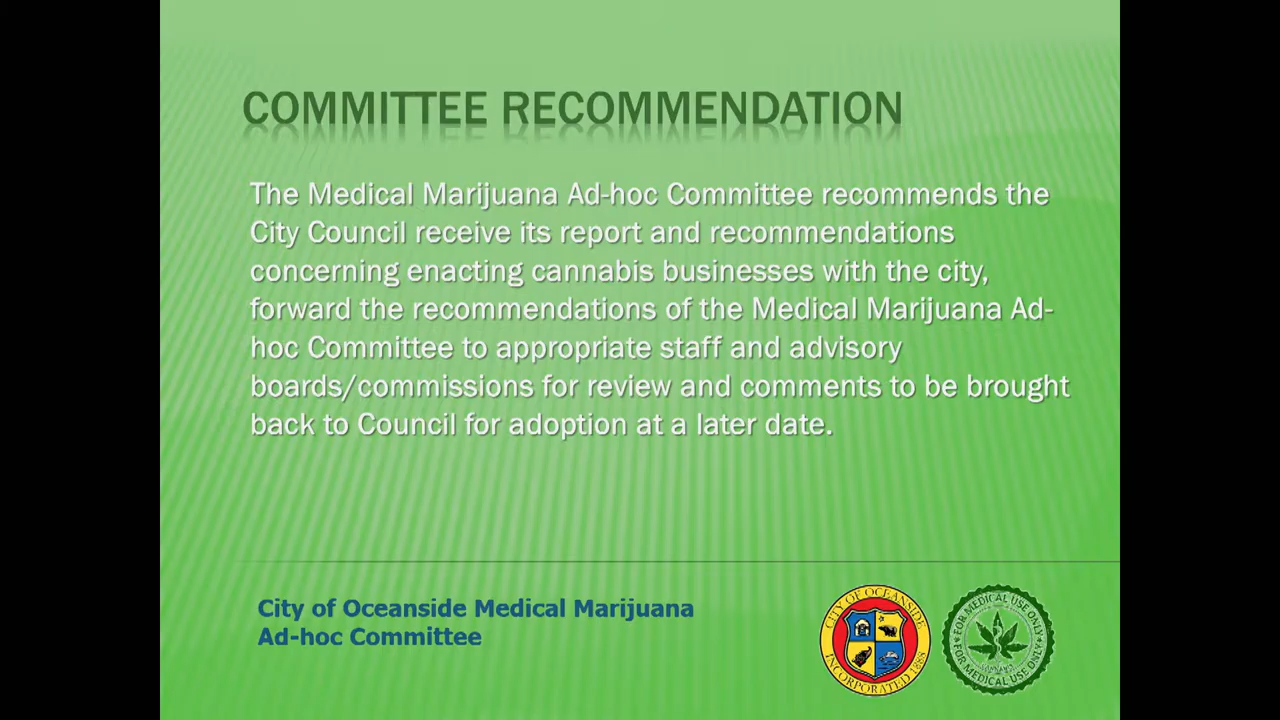 COMMITTEE RECOMMENDATION
The Medical Marijuana Ad-hoc Committee recommends the
City Council receive its report and recommendations
concerning enacting cannabis businesses with the city,
forward the recommendations of the Medical Marijuana Ad-
hoc Committee to appropriate staff and advisory
boards/commissions for review and comments to be brought
back to Council for adoption at a later date.
City of Oceanside Medical Marijuana
Ad-hoc Committee
CITY OF OCEANSIDE
INCORPORATED 1888
FOR MEDICAL USE ONLY
FOR MEDICAL USE ONLY